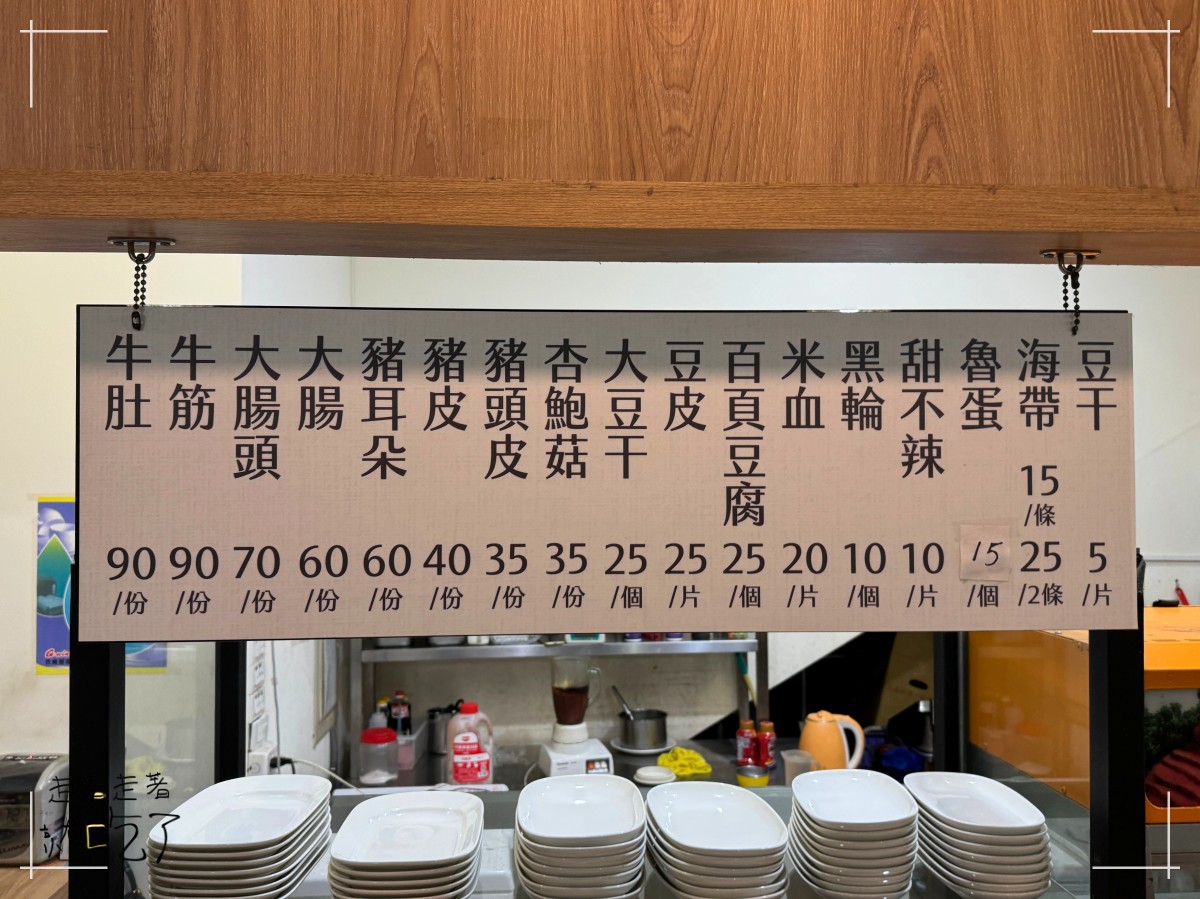 豆干 5/片
海帶 15/條 25/2條
魯蛋 15/個
甜不辣 10/片
黑輪 10/個
米血 20/片
百頁豆腐 25/個
豆皮 25/片
大豆干 25/個
杏鮑菇 35/份
豬頭皮 35/份
豬皮 40/份
豬耳朵 60/份
大腸 60/份
大腸頭 70/份
牛筋 90/份
牛肚 90/份
走走著
吃了